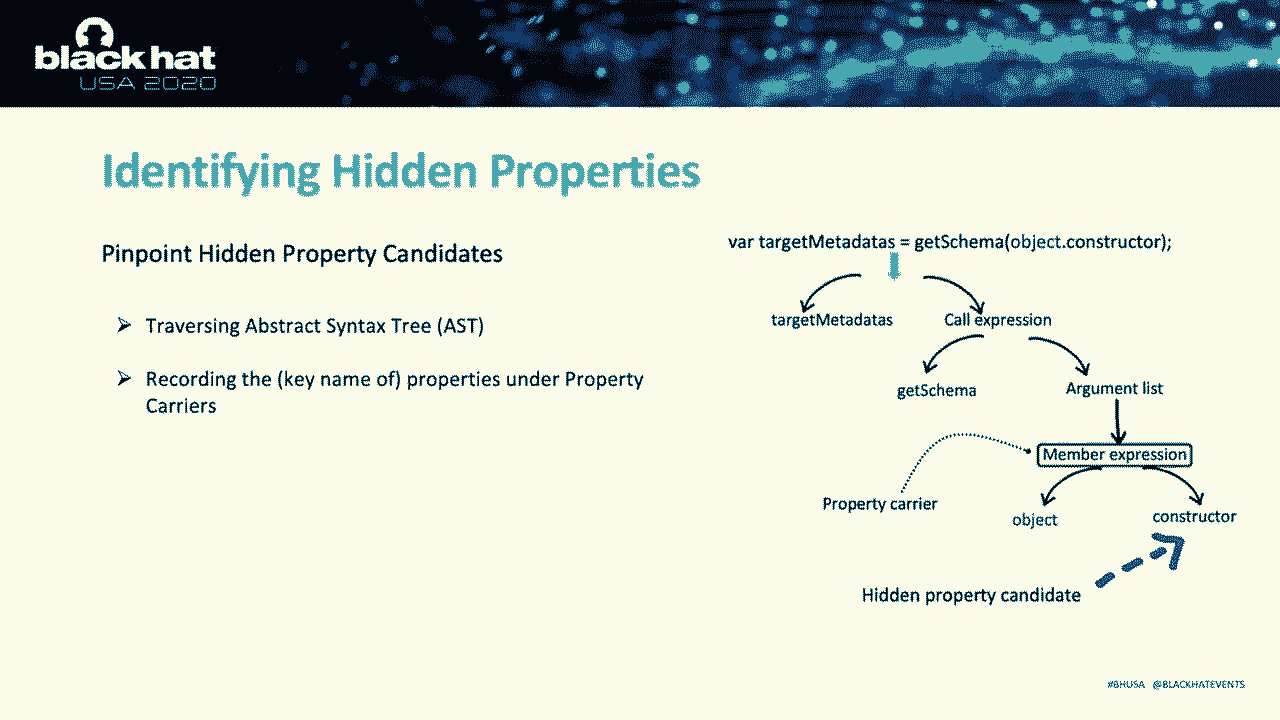 black hat
USA 2020
Identifying Hidden Properties
Pinpoint Hidden Property Candidates
➢ Traversing Abstract Syntax Tree (AST)
➢ Recording the (key name of) properties under Property
Carriers
var targetMetadatas = getSchema(object.constructor);
targetMetadatas
Call expression
getSchema
Argument list
Member expression
Property carrier
object
constructor
Hidden property candidate
#BHUSA @BLACKHATEVENTS